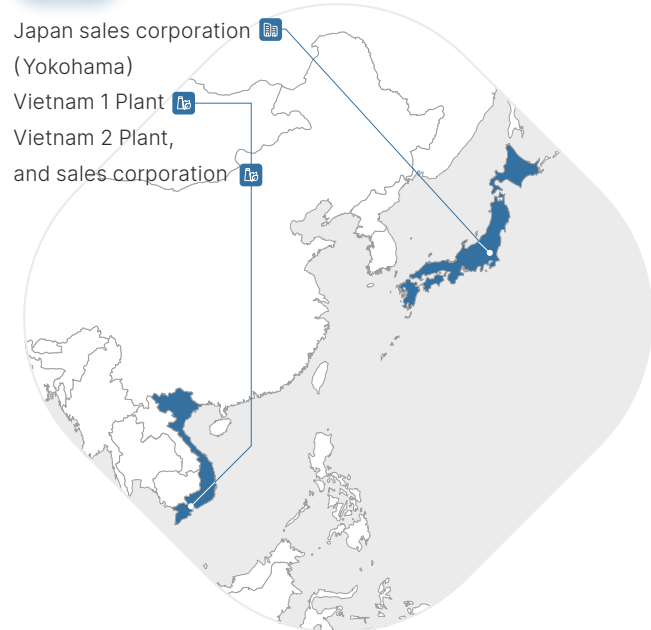 Japan sales corporation
(Yokohama)
Vietnam 1 Plant
Vietnam 2 Plant,
and sales corporation